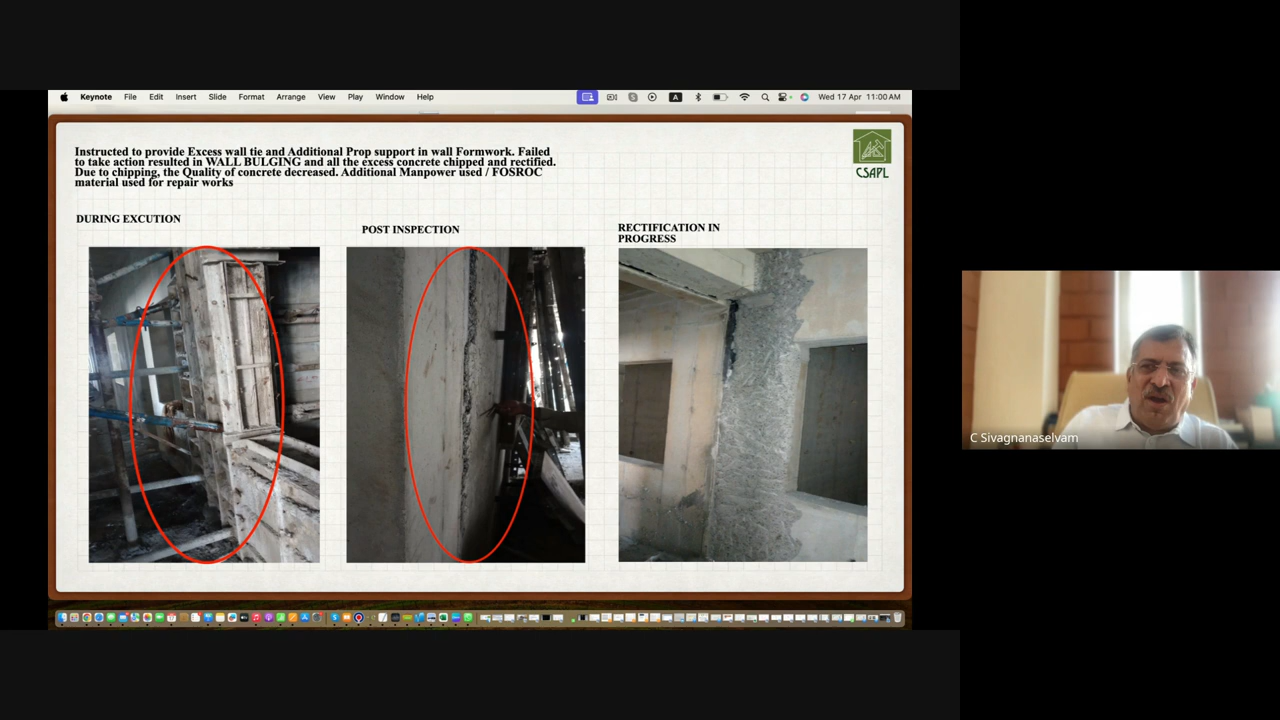 Keynote File Edit Insert Slide Format Arrange View Play Window Help A Wed 17 Apr 11:00 AM
Instructed to provide Excess wall tie and Additional Prop support in wall Formwork. Failed
to take action resulted in WALL BULGING and all the excess concrete chipped and rectified.
Due to chipping, the Quality of concrete decreased. Additional Manpower used / FOSROC
material used for repair works
CSAPL
DURING EXCUTION
POST INSPECTION
RECTIFICATION IN
PROGRESS
C Sivagnanaselvam